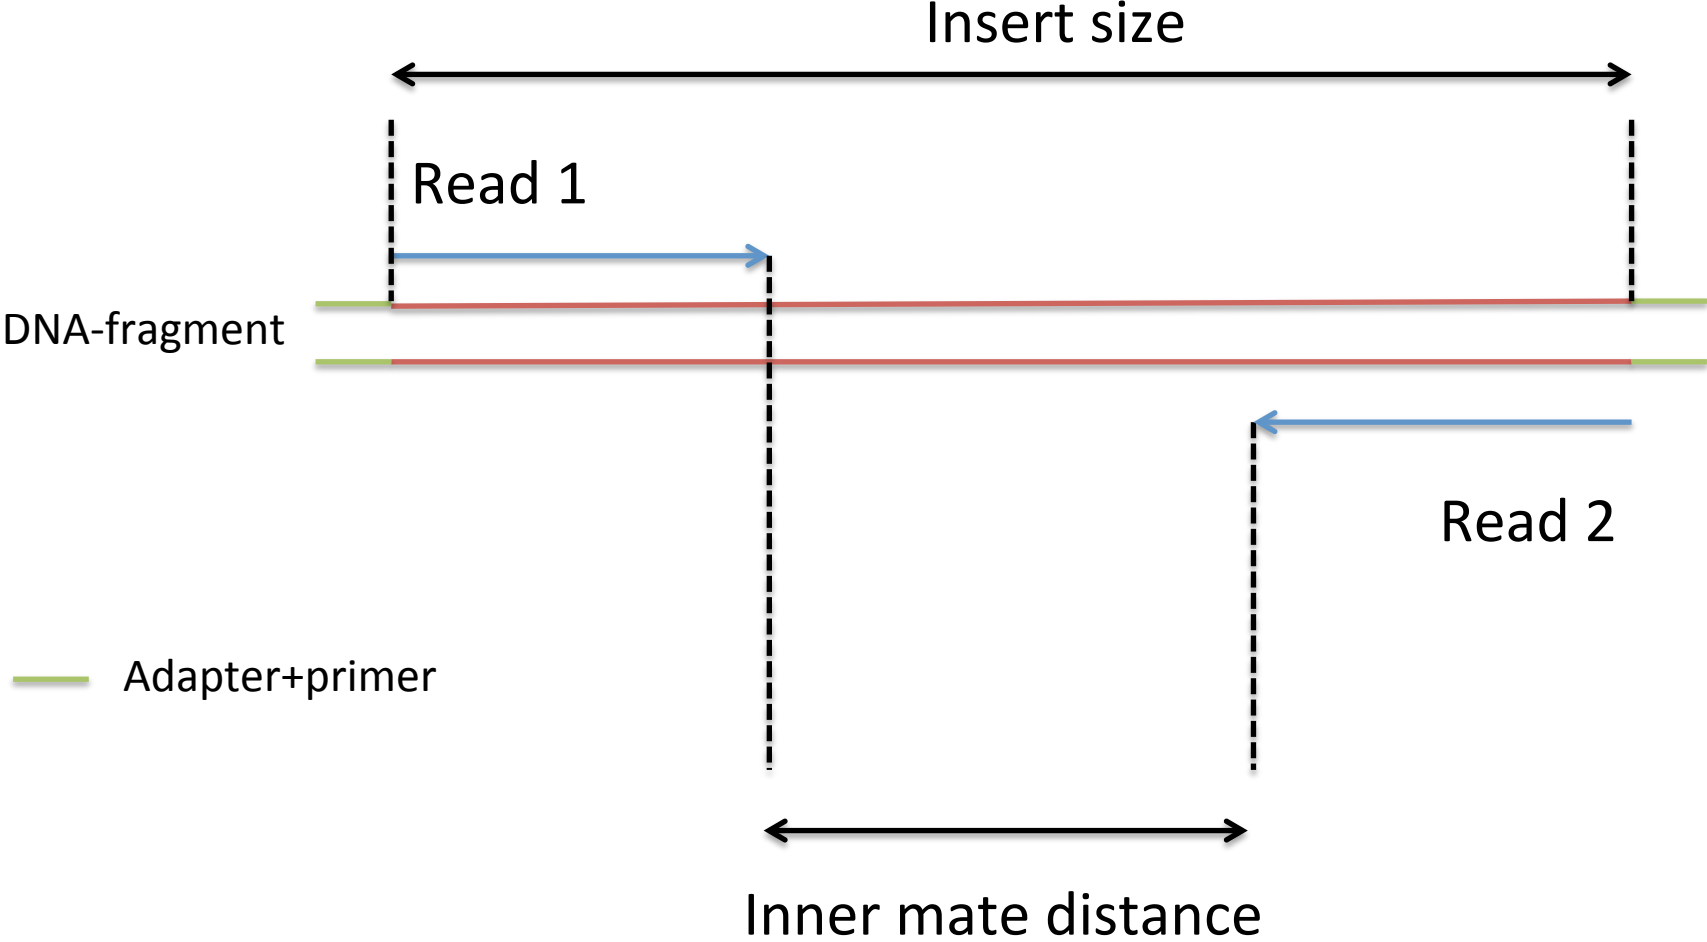 Insert size
Read 1
DNA-fragment
Read 2
Adapter+primer
Inner mate distance